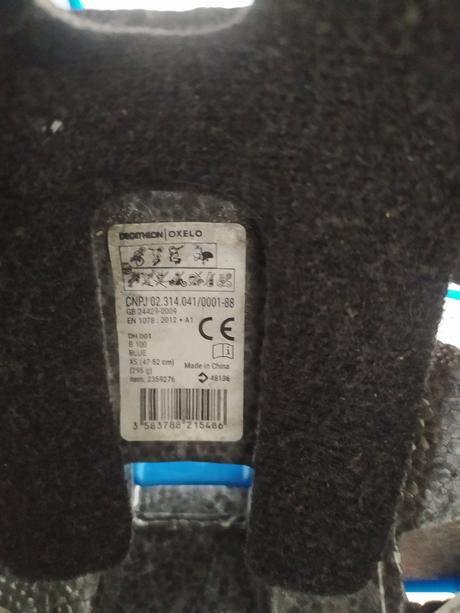 DECATHLON | OXELO
CNPJ 02.314.041/0001-88
GB 24429-2009
EN 1078 : 2012 + A1
CE
DH 001
B 100
BLUE
XS (47-52 cm)
(295 g)
Made in China
Item: 2359276
48136
3 583788 215486